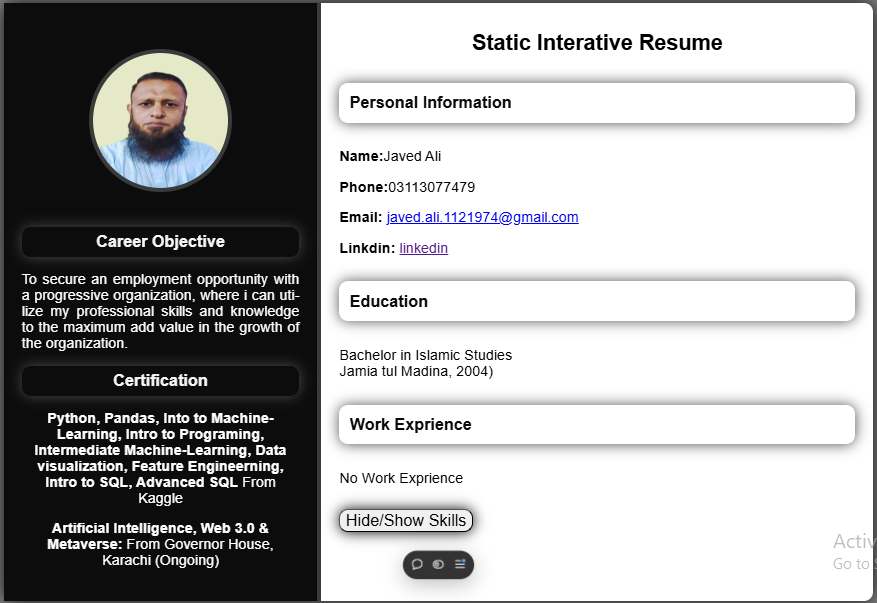 Career Objective
To secure an employment opportunity with
a progressive organization, where i can uti-
lize my professional skills and knowledge
to the maximum add value in the growth of
the organization.
Certification
Python, Pandas, Into to Machine-
Learning, Intro to Programing,
Intermediate Machine-Learning, Data
visualization, Feature Engineerning,
Intro to SQL, Advanced SQL From
Kaggle
Artificial Intelligence, Web 3.0 &
Metaverse: From Governor House,
Karachi (Ongoing)
Static Interative Resume
Personal Information
Name:Javed Ali
Phone:03113077479
Email: javed.ali.1121974@gmail.com
Linkdin: linkedin
Education
Bachelor in Islamic Studies
Jamia tul Madina, 2004)
Work Exprience
No Work Exprience
Hide/Show Skills
Activ
Go to S